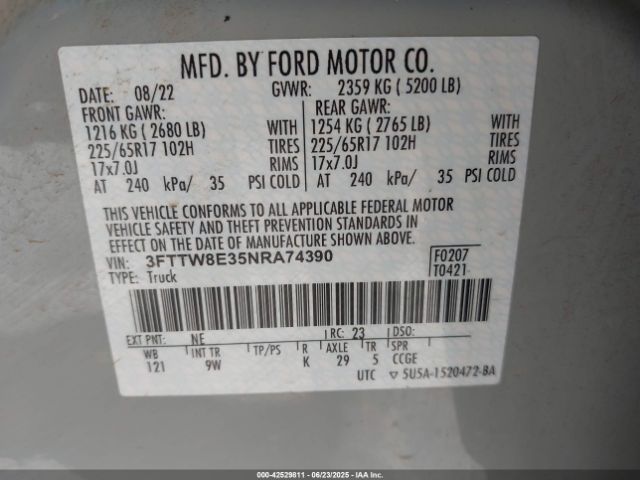 MFD. BY FORD MOTOR CO.
DATE: 08/22 GVWR: 2359 KG ( 5200 LB)
FRONT GAWR: REAR GAWR:
1216 KG ( 2680 LB) WITH 1254 KG ( 2765 LB) WITH
225/65R17 102H TIRES 225/65R17 102H TIRES
17x7.0J RIMS 17x7.0J RIMS
AT 240 kPa/ 35 PSI COLD AT 240 kPa/ 35 PSI COLD
THIS VEHICLE CONFORMS TO ALL APPLICABLE FEDERAL MOTOR
VEHICLE SAFETY AND THEFT PREVENTION STANDARDS IN
EFFECT ON THE DATE OF MANUFACTURE SHOWN ABOVE.
VIN: 3FTTW8E35NRA74390 F0207
TYPE: Truck T0421
EXT PNT: NE RC: 23 DSO:
WB INT TR TP/PS R AXLE TR SPR
121 9W K 29 5 CCGE
UTC ▽ 5U5A-1520472-BA
000-42529811 | 06/23/2025 | IAAI.COM